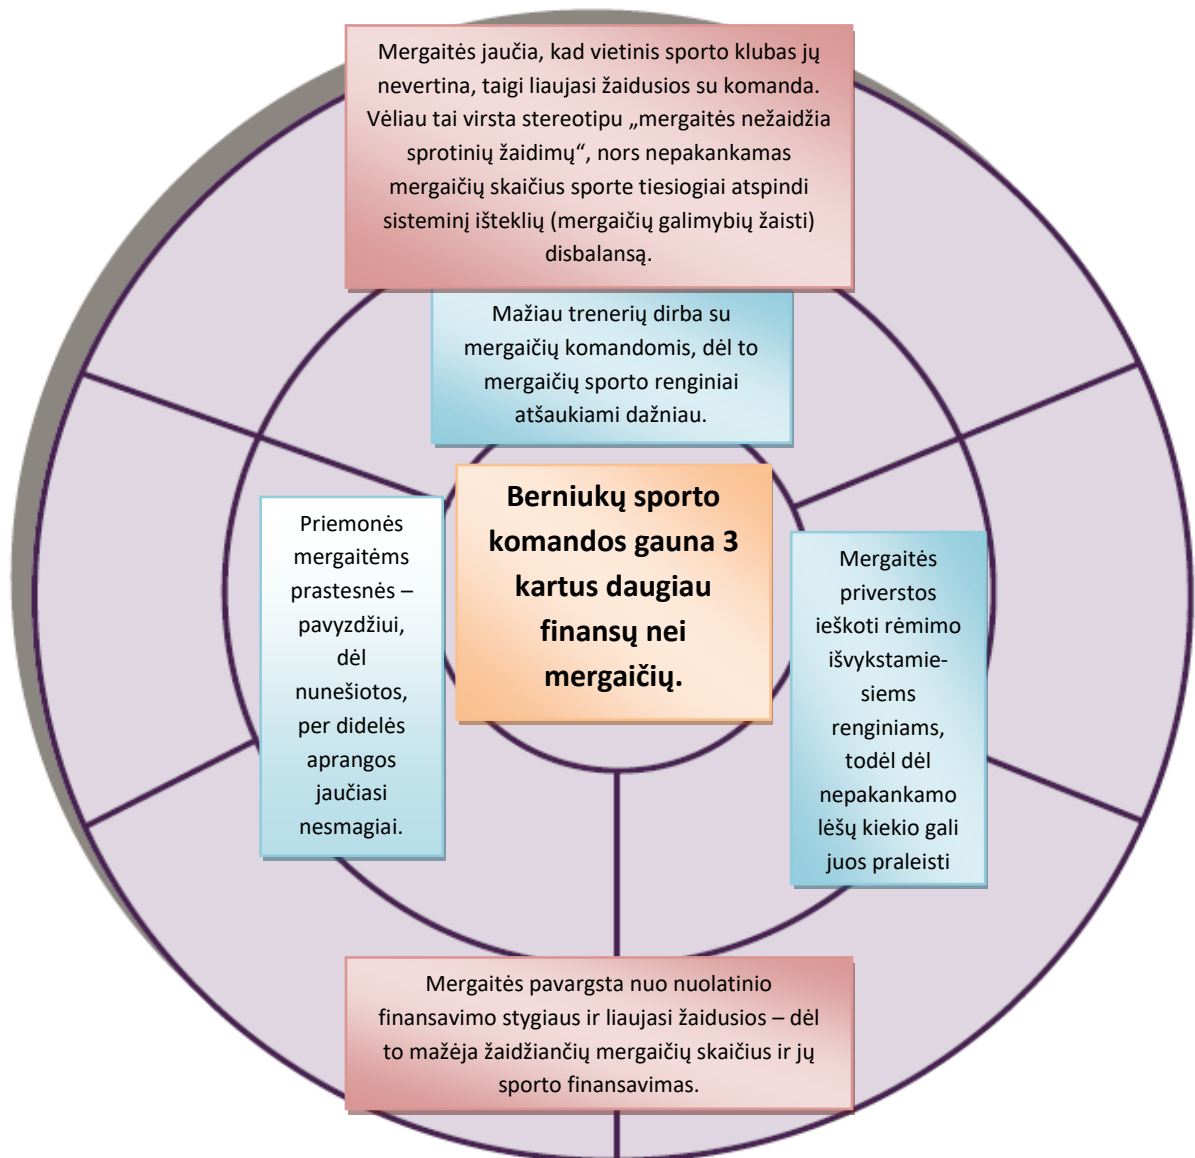 Mergaitės jaučia, kad vietinis sporto klubas jų
nevertina, taigi liaujasi žaidusios su komanda.
Vėliau tai virsta stereotipu „mergaitės nežaidžia
sprotinių žaidimų“, nors nepakankamas
mergaičių skaičius sporte tiesiogiai atspindi
sisteminį išteklių (mergaičių galimybių žaisti)
disbalansą.
Mažiau trenerių dirba su
mergaičių komandomis, dėl to
mergaičių sporto renginiai
atšaukiami dažniau.
Priemonės
mergaitėms
prastesnės –
pavyzdžiui,
dėl
nunešiotos,
per didelės
aprangos
jaučiasi
nesmagiai.
Berniukų sporto
komandos gauna 3
kartus daugiau
finansų nei
mergaičių.
Mergaitės
priverstos
ieškoti rėmimo
išvykstamie-
siems
renginiams,
todėl dėl
nepakankamo
lėšų kiekio gali
juos praleisti
Mergaitės pavargsta nuo nuolatinio
finansavimo stygiaus ir liaujasi žaidusios – dėl
to mažėja žaidžiančių mergaičių skaičius ir jų
sporto finansavimas.